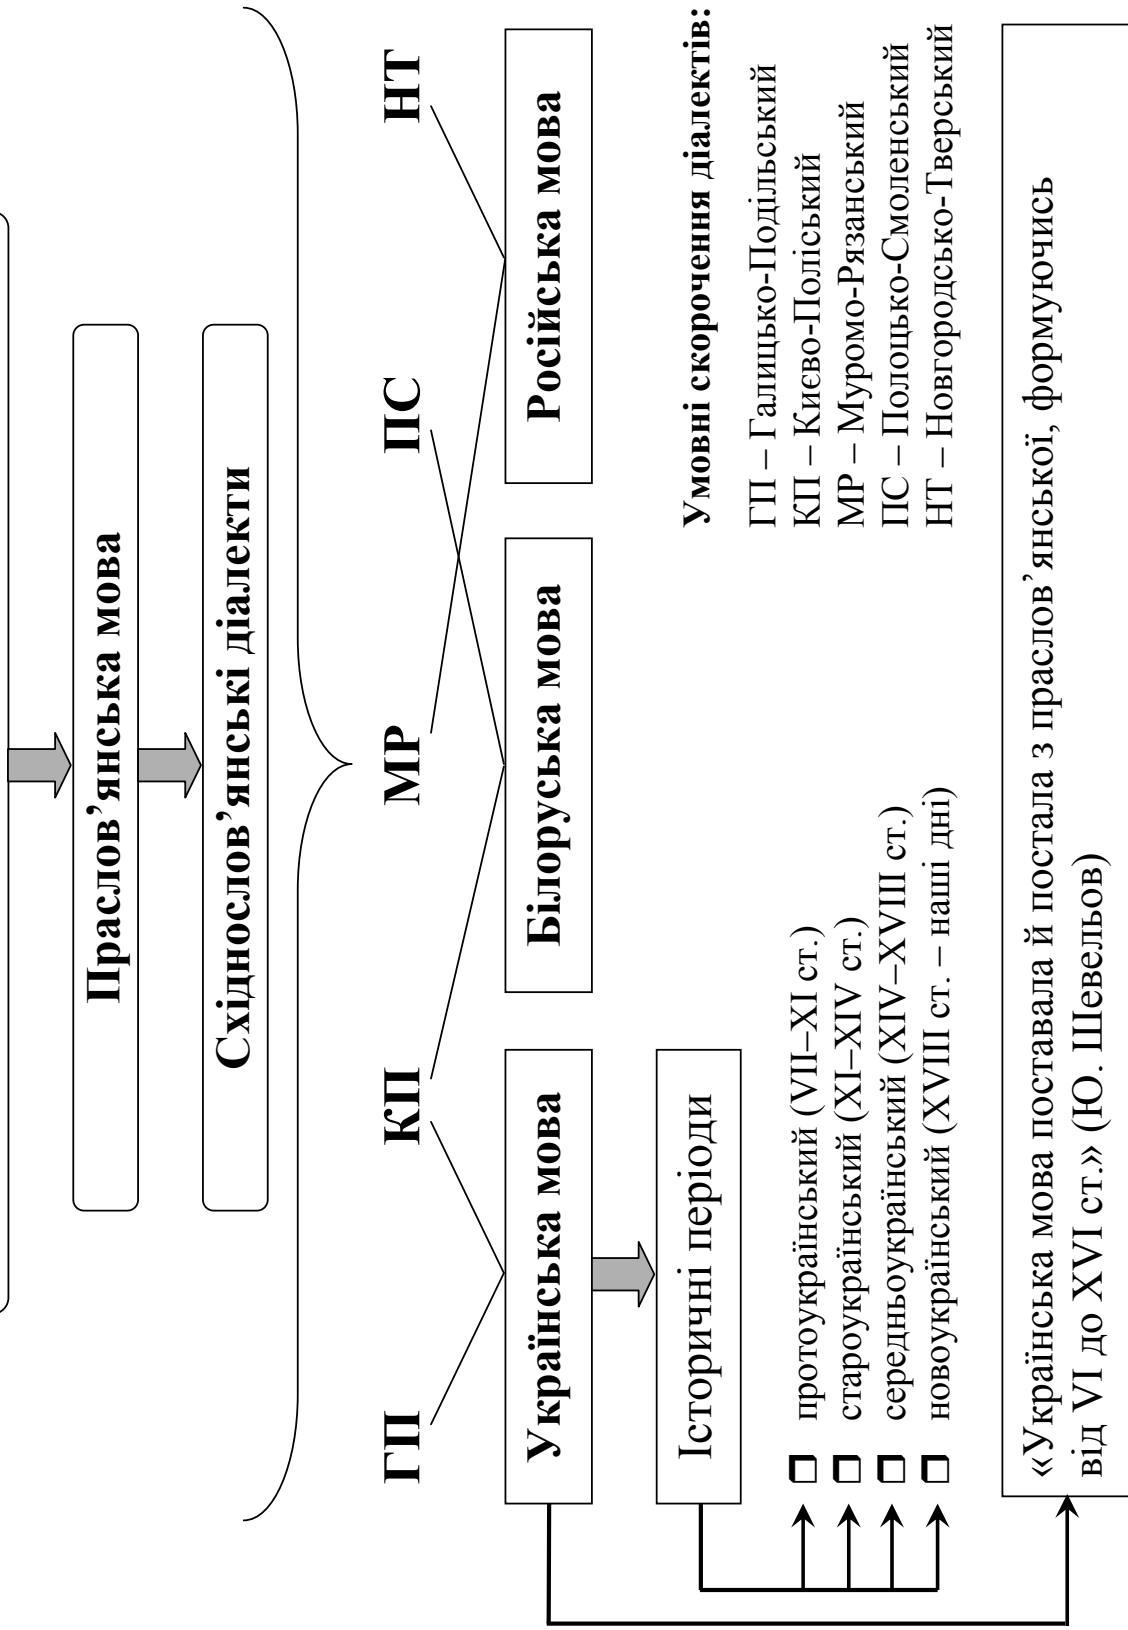 Праслов’янська мова
Східнослов’янські діалекти
ГП
КП
МР
ПС
НТ
Українська мова
Білоруська мова
Російська мова
Історичні періоди
протоукраїнський (VII–XI ст.)
староукраїнський (XI–XIV ст.)
середньоукраїнський (XIV–XVIII ст.)
новоукраїнський (XVIII ст. – наші дні)
Умовні скорочення діалектів:
ГП – Галицько-Подільський
КП – Києво-Поліський
МР – Муромо-Рязанський
ПС – Полоцько-Смоленський
НТ – Новгородсько-Тверський
«Українська мова поставала й постала з праслов’янської, формуючись
від VI до XVI ст.» (Ю. Шевельов)